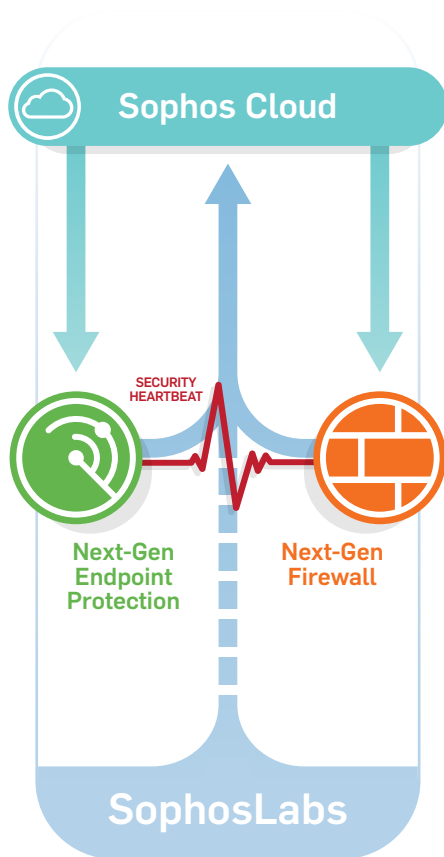 Sophos Cloud
SECURITY
HEARTBEAT
Next-Gen
Endpoint
Protection
Next-Gen
Firewall
SophosLabs